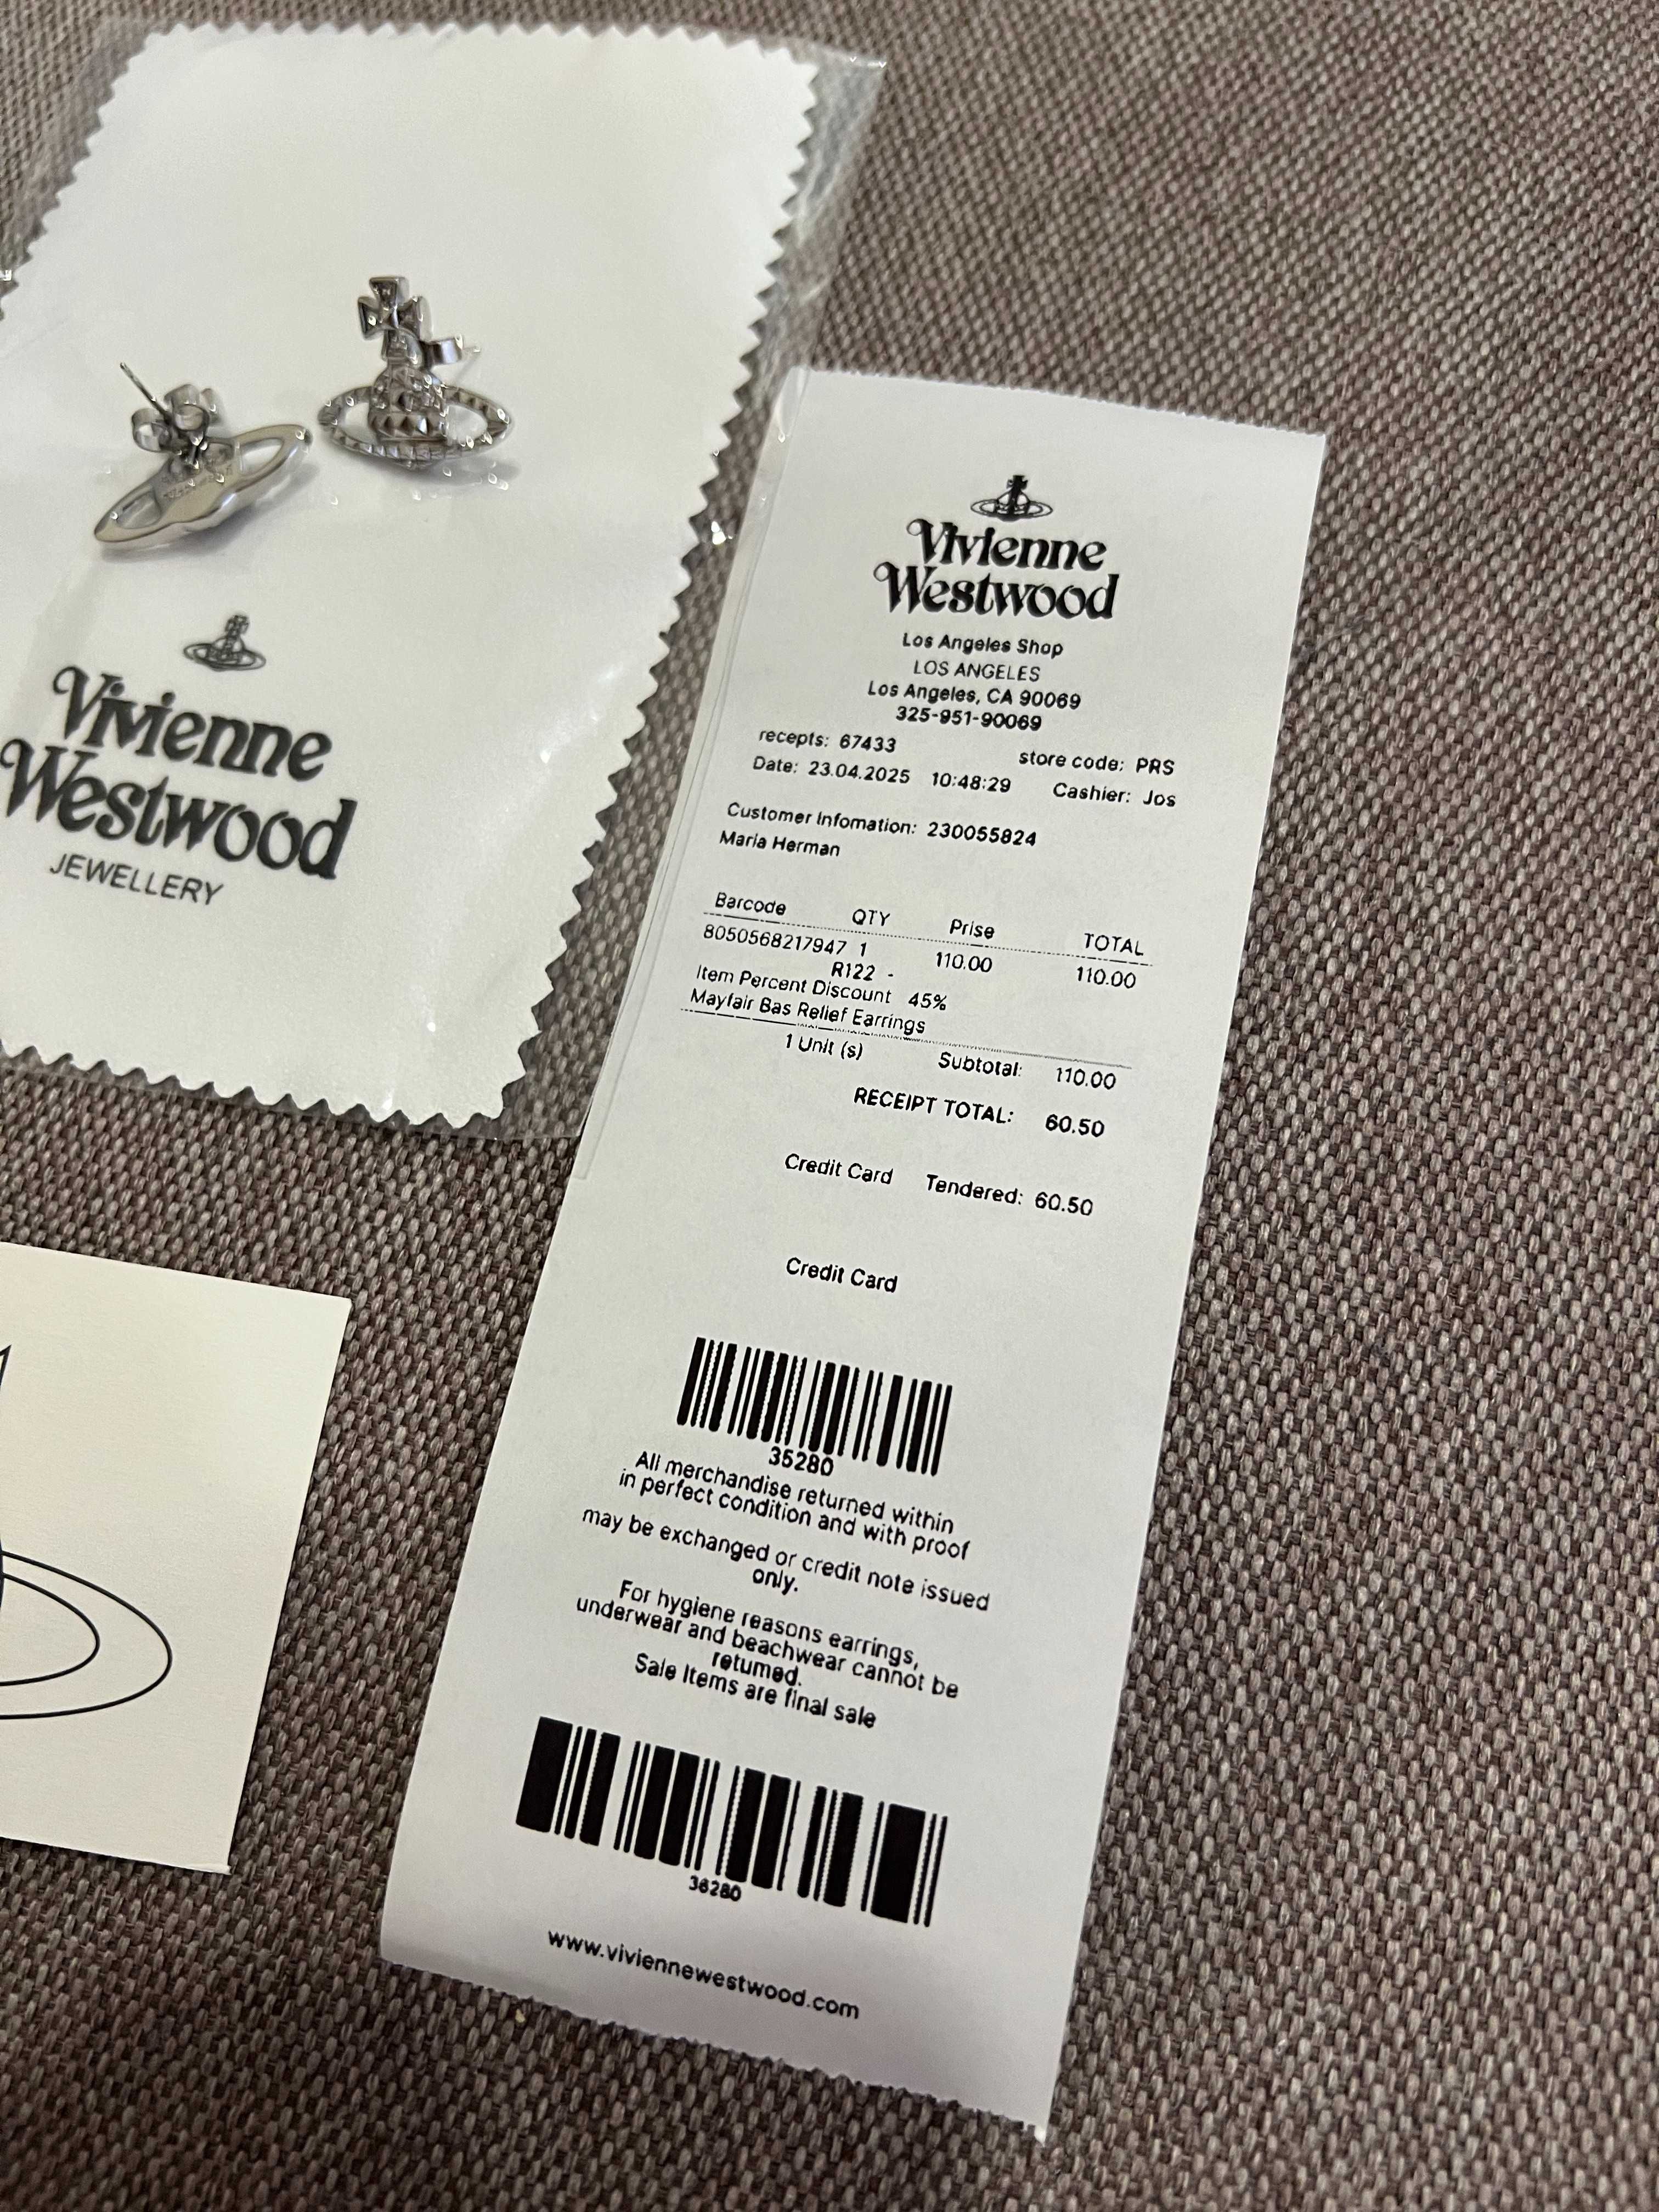 Vivienne
Westwood
JEWELLERY
Vivienne
Westwood
Los Angeles Shop
LOS ANGELES
Los Angeles, CA 90069
325-951-90069
recepts: 67433 store code: PRS
Date: 23.04.2025 10:48:29 Cashier: Jos
Customer Infomation: 230055824
Maria Herman
Barcode QTY Prise TOTAL
8050568217947 1 110.00 110.00
R122 -
Item Percent Discount 45%
Mayfair Bas Relief Earrings
1 Unit (s) Subtotal: 110.00
RECEIPT TOTAL: 60.50
Credit Card Tendered: 60.50
Credit Card
35280
All merchandise returned within
in perfect condition and with proof
may be exchanged or credit note issued
only.
For hygiene reasons earrings,
underwear and beachwear cannot be
retumed.
Sale Items are final sale
36280
www.viviennewestwood.com